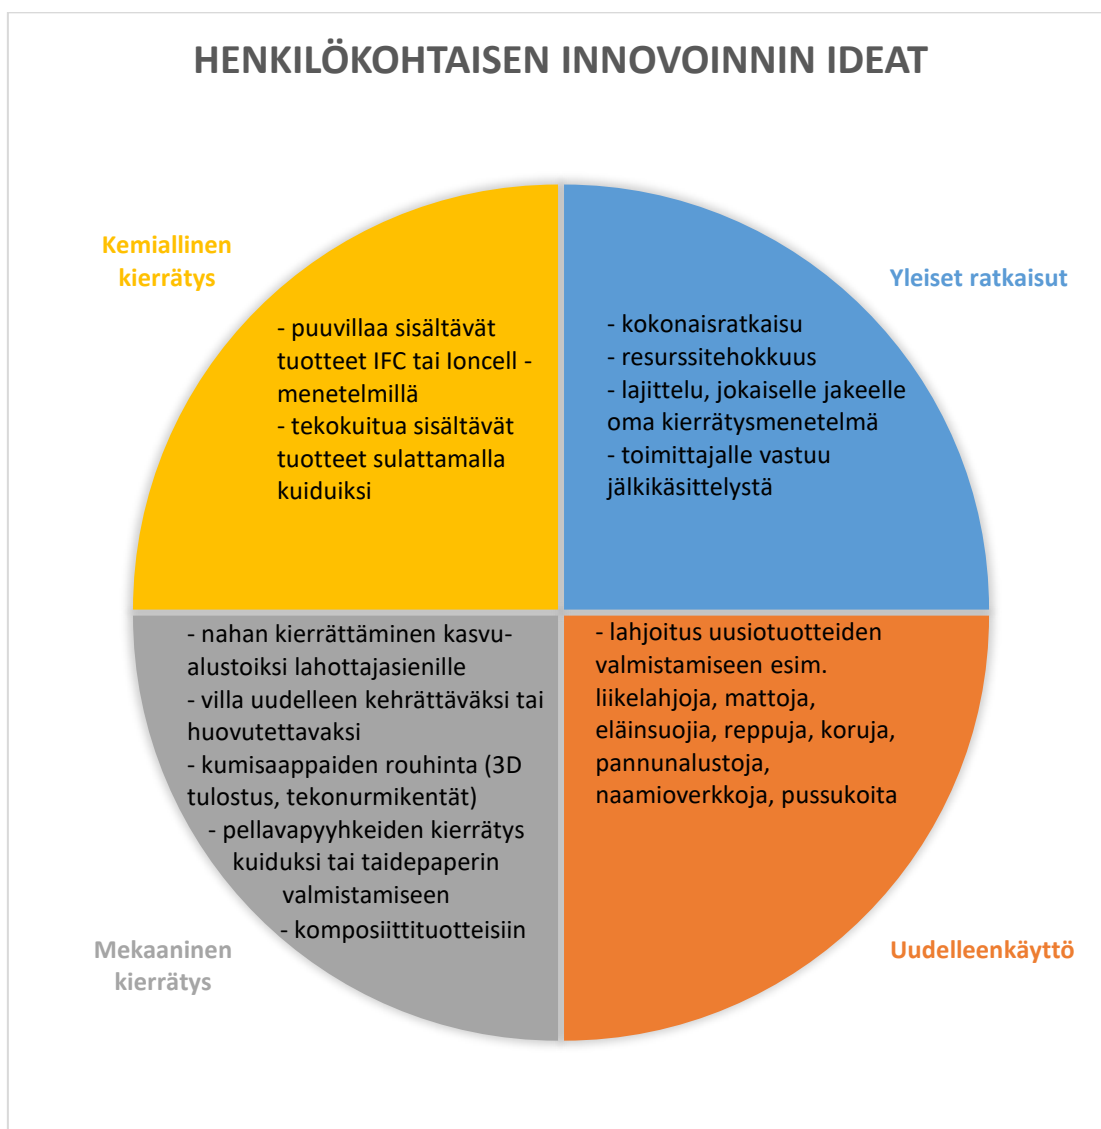 HENKILÖKOHTAISEN INNOVOINNIN IDEAT
Kemiallinen
kierrätys
- puuvillaa sisältävät
tuotteet IFC tai Ioncell -
menetelmillä
- tekokuitua sisältävät
tuotteet sulattamalla
kuiduiksi
Yleiset ratkaisut
- kokonaisratkaisu
- resurssitehokkuus
- lajittelu, jokaiselle jakeelle
oma kierrätysmenetelmä
- toimittajalle vastuu
jälkikäsittelystä
- nahan kierrättäminen kasvu-
alustoiksi lahottajasienille
- villa uudelleen kehrättäväksi tai
huovutettavaksi
- kumisaappaiden rouhinta (3D
tulostus, tekonurmikentät)
- pellavapyyhkeiden kierrätys
kuiduksi tai taidepaperin
valmistamiseen
- komposiittituotteisiin
Mekaaninen
kierrätys
- lahjoitus uusiotuotteiden
valmistamiseen esim.
liikelahjoja, mattoja,
eläinsuojia, reppuja, koruja,
pannunalustoja,
naamioverkkoja, pussukoita
Uudelleenkäyttö